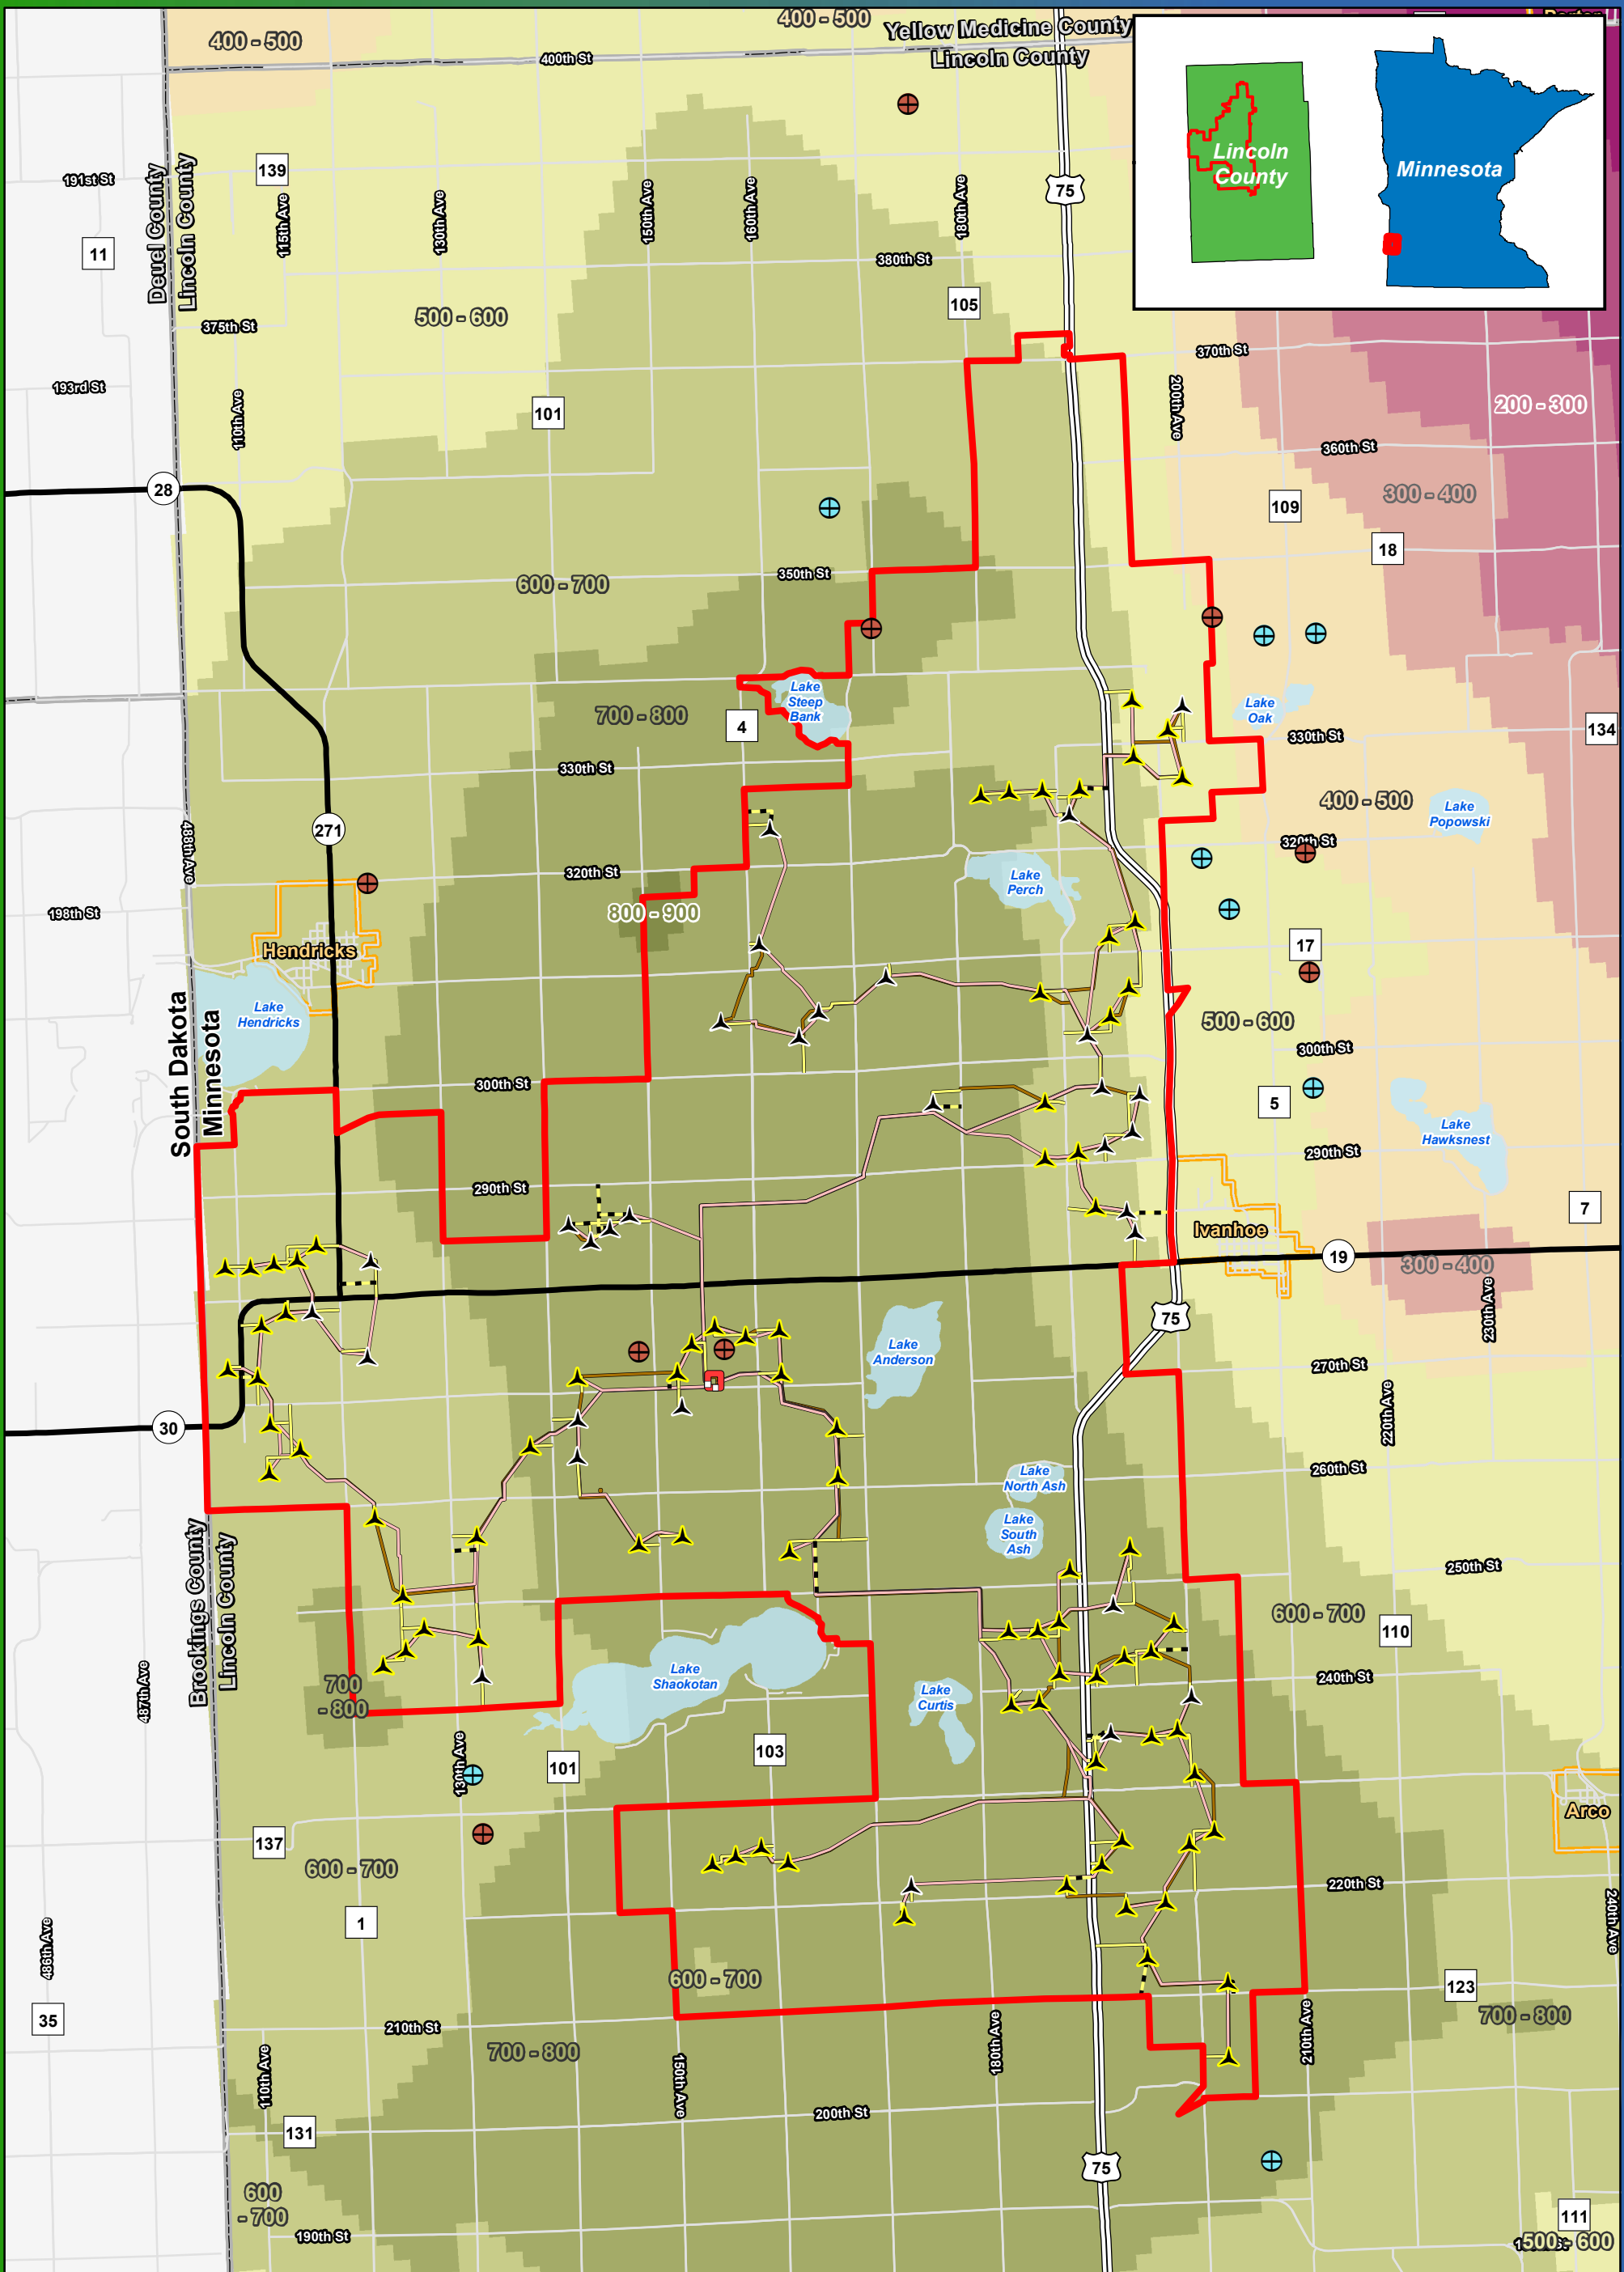 400 - 500
400 - 500
Yellow Medicine County
Lincoln County
400th St
Lincoln
County
Minnesota
139
191st St
11
Deuel County
Lincoln County
115th Ave
130th Ave
150th Ave
160th Ave
180th Ave
75
380th St
105
375th St
500 - 600
370th St
193rd St
110th Ave
101
200th Ave
200 - 300
360th St
28
300 - 400
109
18
350th St
600 - 700
Lake
Steep
Bank
700 - 800
4
Lake
Oak
134
330th St
330th St
400 - 500
Lake
Popowski
271
488th Ave
320th St
320th St
Lake
Perch
198th St
800 - 900
Hendricks
17
Lake
Hendricks
500 - 600
South Dakota
Minnesota
300th St
300th St
5
Lake
Hawksnest
290th St
290th St
7
Ivanhoe
19
300 - 400
230th Ave
75
Lake
Anderson
270th St
220th Ave
30
260th St
Lake
North Ash
Lake
South
Ash
250th St
Brookings County
Lincoln County
600 - 700
110
Lake
Shaokotan
240th St
487th Ave
700
- 800
Lake
Curtis
130th Ave
101
103
Arco
137
600 - 700
220th St
1
486th Ave
240th Ave
600 - 700
123
35
210th St
700 - 800
700 - 800
110th Ave
150th Ave
180th Ave
210th Ave
200th St
131
75
600
- 700
111
190th St
500 - 600